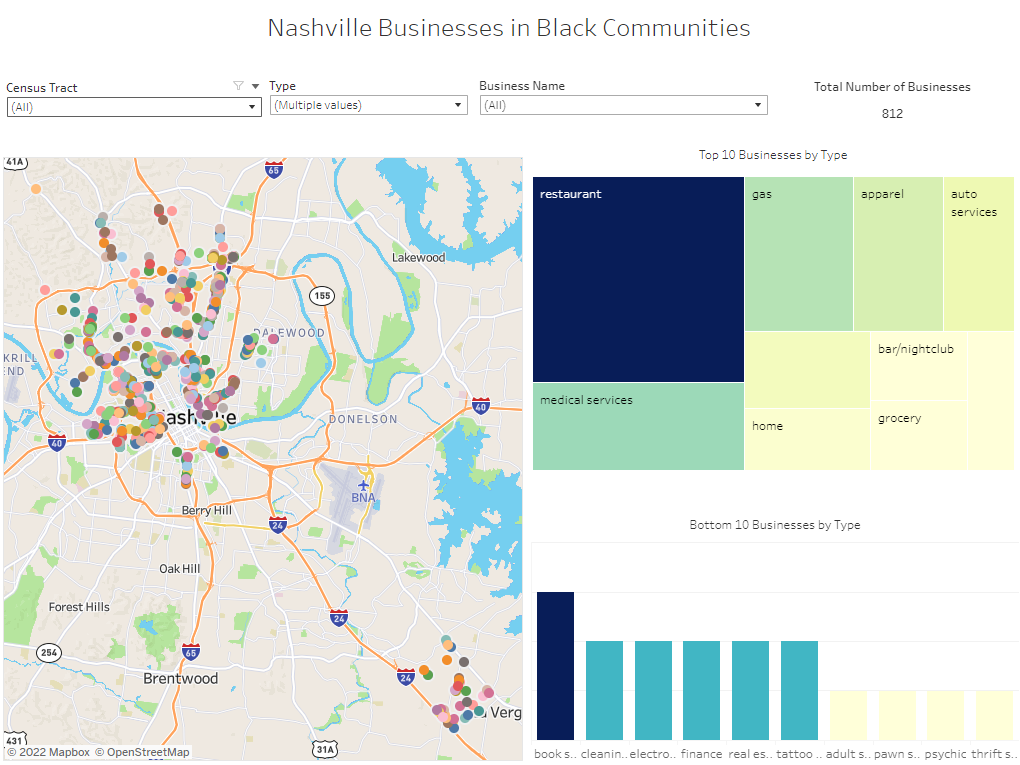 Nashville Businesses in Black Communities
Census Tract
(All)
Type
(Multiple values)
Business Name
(All)
Total Number of Businesses
812
41A
65
Lakewood
155
DALEWOOD
KRILL
END
ashville
DONELSON
40
40
BNA
Berry Hill
24
Oak Hill
Forest Hills
24
254
65
24
Brentwood
Verg
431
31A
© 2022 Mapbox © OpenStreetMap
Top 10 Businesses by Type
restaurant
gas
apparel
auto
services
medical services
home
bar/nightclub
grocery
Bottom 10 Businesses by Type
book s.. cleanin.. electro.. finance real es.. tattoo .. adult s.. pawn s.. psychic thrift s..